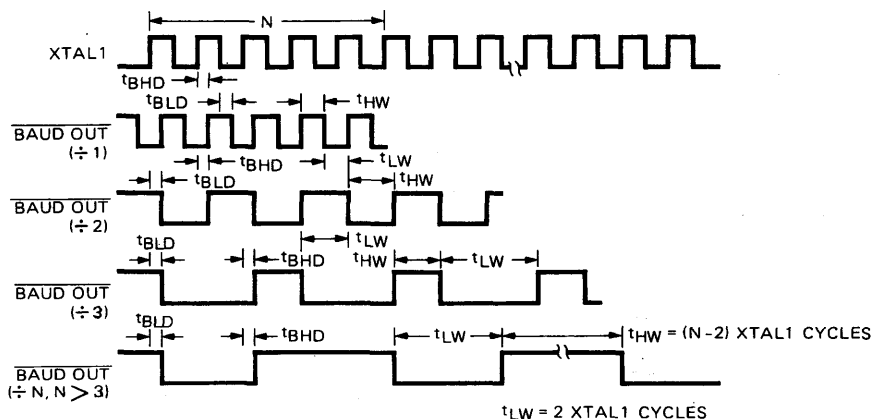 N
XTAL1
tBHD
tBLD
tHW
BAUD OUT
(÷1)
tBHD
tLW
tBLD
tHW
BAUD OUT
(÷2)
tBLD
tLW
tBHD
tHW
tLW
BAUD OUT
(÷3)
tBLD
tBHD
tLW
tHW = (N-2) XTAL1 CYCLES
BAUD OUT
(÷N, N > 3)
tLW = 2 XTAL1 CYCLES